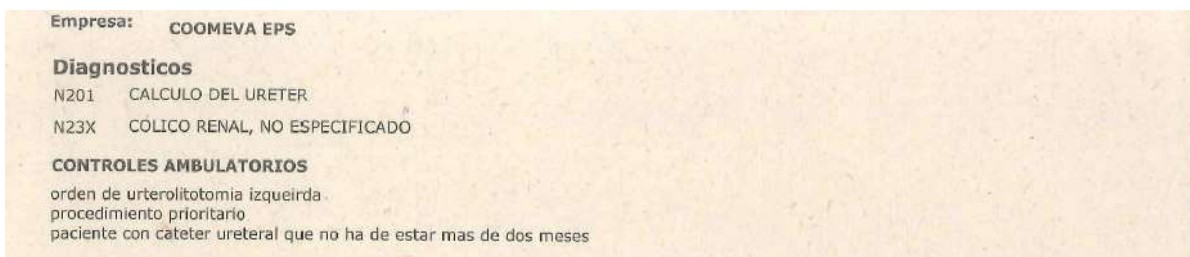 Empresa: COOMEVA EPS
Diagnosticos
N201 CALCULO DEL URETER
N23X CÓLICO RENAL, NO ESPECIFICADO
CONTROLES AMBULATORIOS
orden de urterolitotomia izqueirda
procedimiento prioritario
paciente con cateter ureteral que no ha de estar mas de dos meses